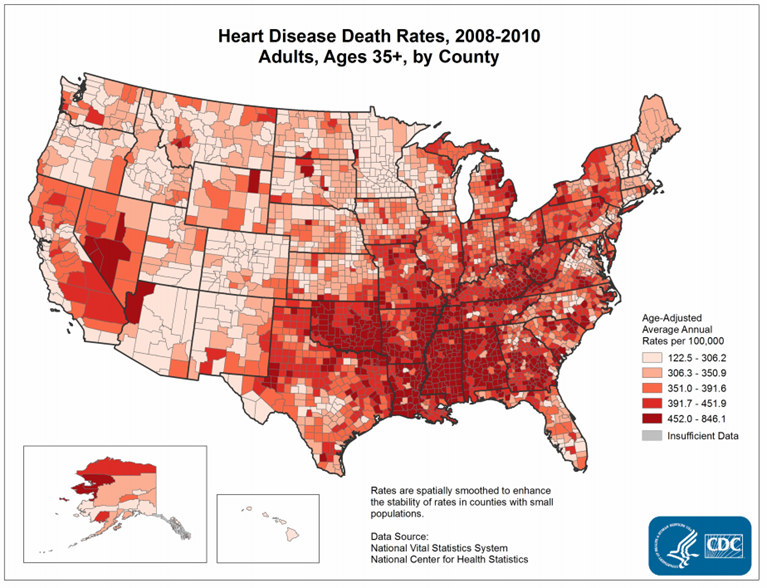 Heart Disease Death Rates, 2008-2010
Adults, Ages 35+, by County
Age-Adjusted
Average Annual
Rates per 100,000
122.5 - 306.2
306.3 - 350.9
351.0 - 391.6
391.7 - 451.9
452.0 - 846.1
Insufficient Data
Rates are spatially smoothed to enhance
the stability of rates in counties with small
populations.
Data Source:
National Vital Statistics System
National Center for Health Statistics
CDC